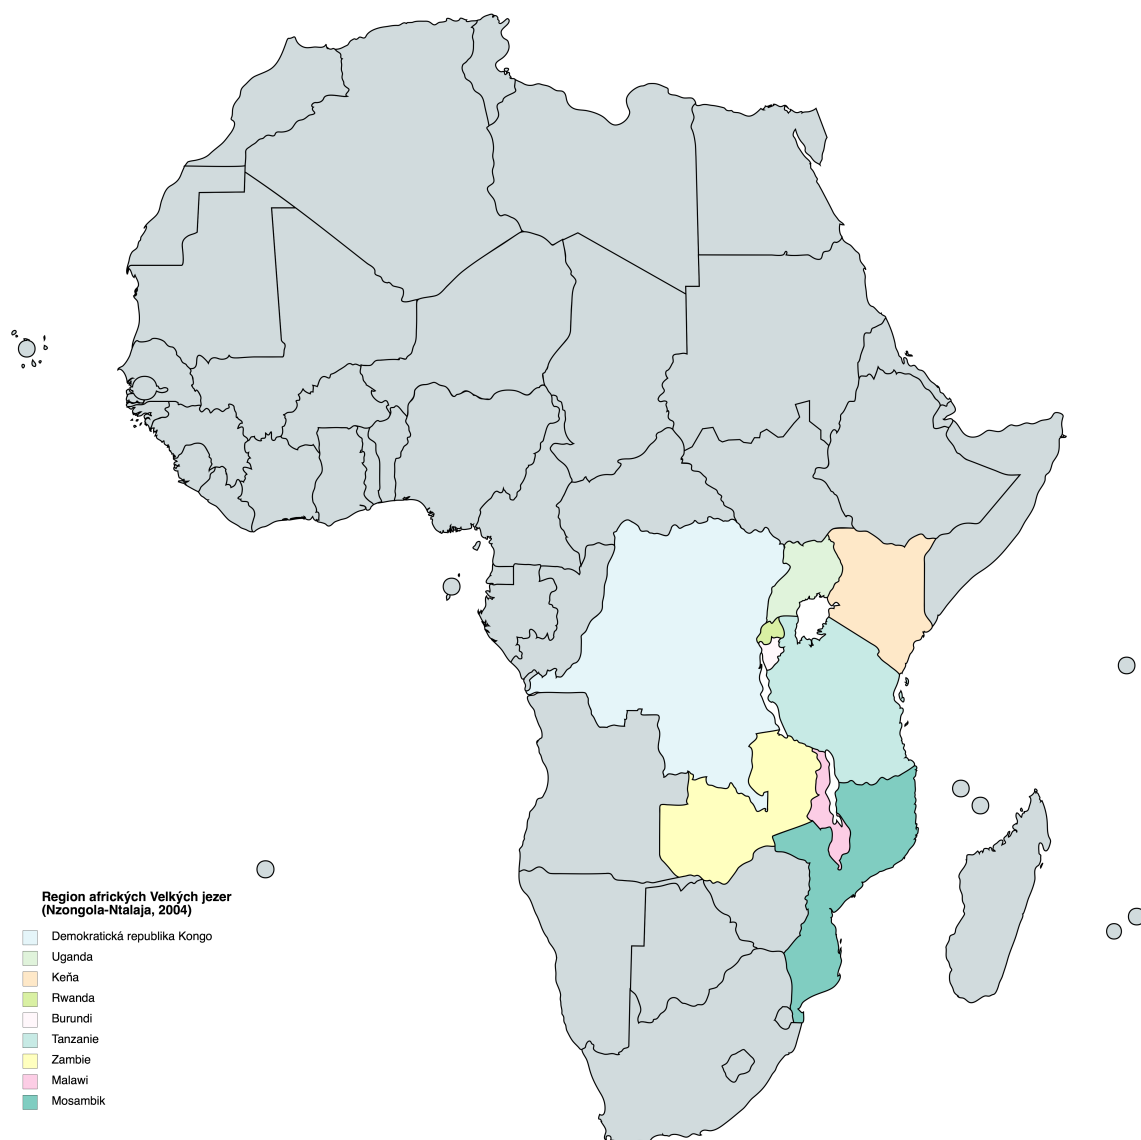 Region afrických Velkých jezer
(Nzongola-Ntalaja, 2004)
Demokratická republika Kongo
Uganda
Keňa
Rwanda
Burundi
Tanzanie
Zambie
Malawi
Mosambik